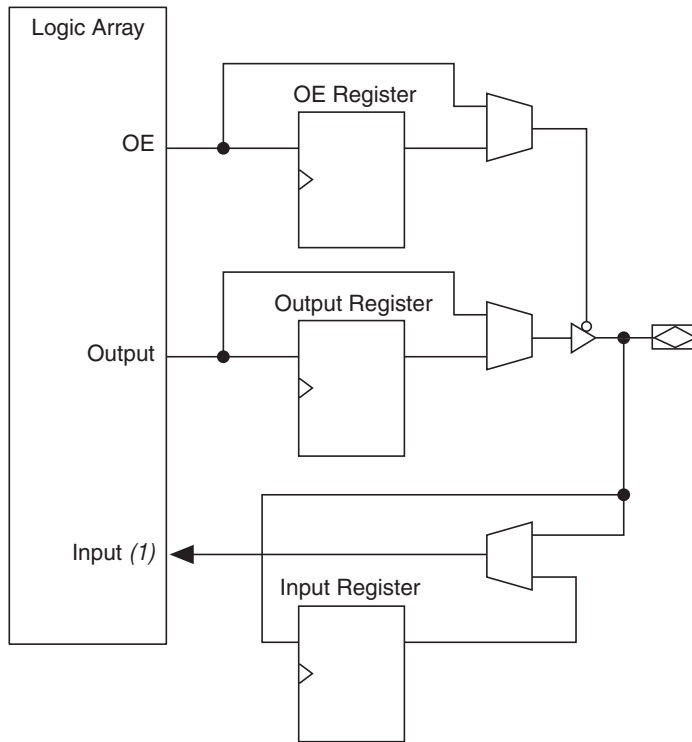 Logic Array
OE Register
OE
Output Register
Output
Input (1)
Input Register